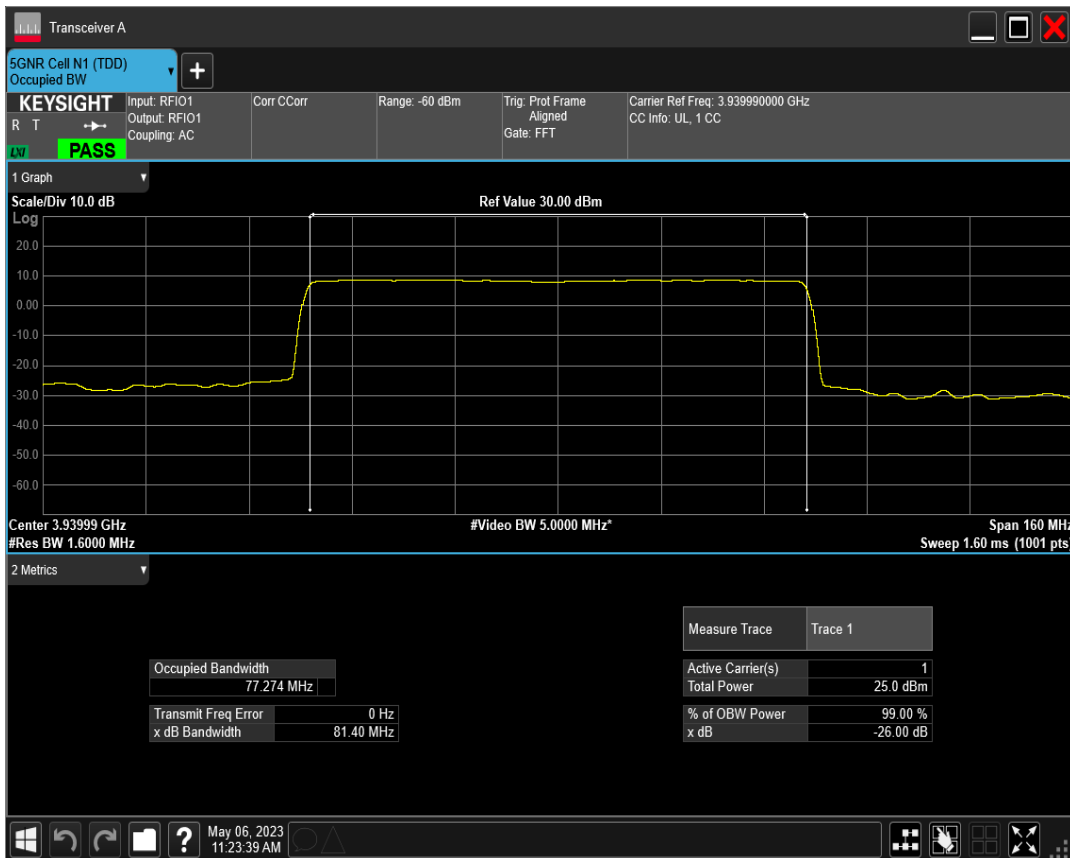 Transceiver A
5GNR Cell N1 (TDD)
Occupied BW
+
KEYSIGHT
R T
LXI
PASS
Input: RFIO1
Output: RFIO1
Coupling: AC
Corr CCorr
Range: -60 dBm
Trig: Prot Frame
Aligned
Gate: FFT
Carrier Ref Freq: 3.939990000 GHz
CC Info: UL, 1 CC
1 Graph
Scale/Div 10.0 dB
Ref Value 30.00 dBm
Log
20.0
10.0
0.00
-10.0
-20.0
-30.0
-40.0
-50.0
-60.0
Center 3.93999 GHz
#Video BW 5.0000 MHz*
Span 160 MHz
#Res BW 1.6000 MHz
Sweep 1.60 ms (1001 pts)
2 Metrics
Measure Trace Trace 1
Occupied Bandwidth
77.274 MHz
Active Carrier(s) 1
Total Power 25.0 dBm
Transmit Freq Error 0 Hz
x dB Bandwidth 81.40 MHz
% of OBW Power 99.00 %
x dB -26.00 dB
?
May 06, 2023
11:23:39 AM